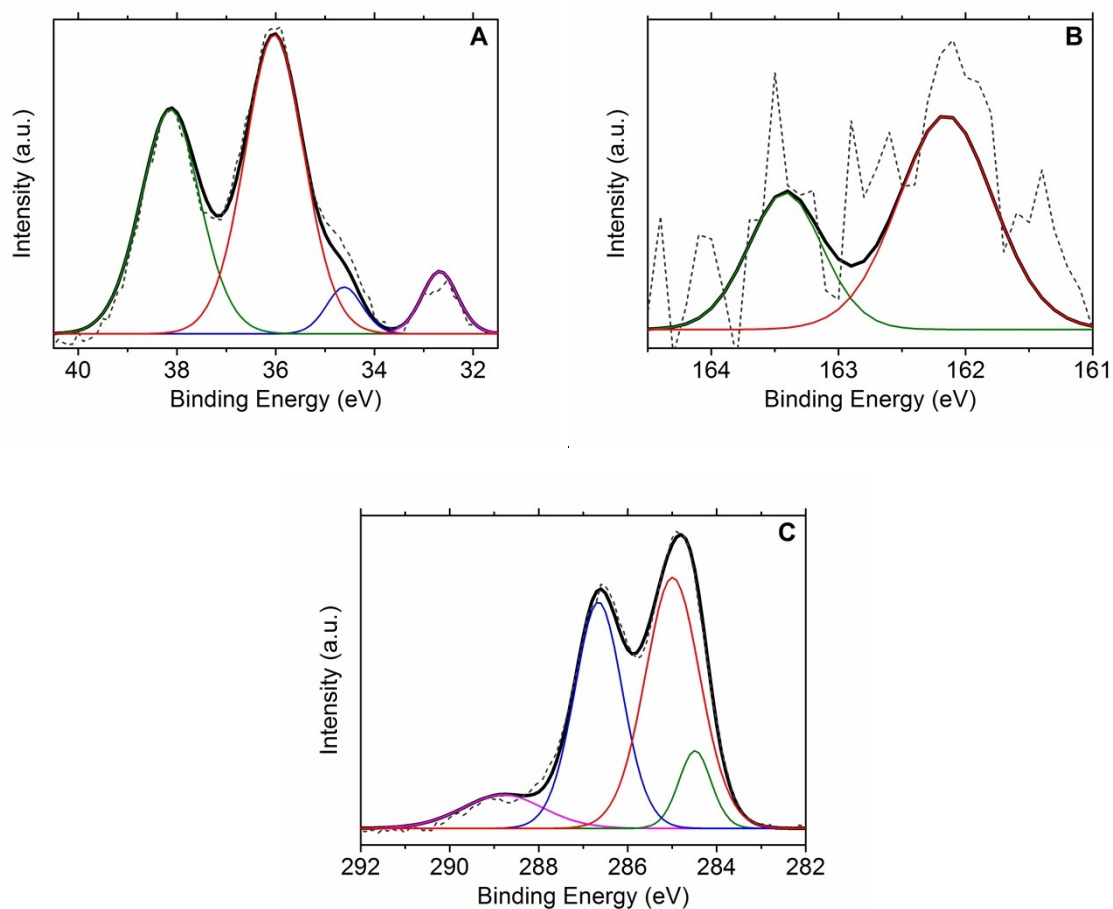 A
Intensity (a.u.)
40 38 36 34 32
Binding Energy (eV)
B
Intensity (a.u.)
164 163 162 161
Binding Energy (eV)
C
Intensity (a.u.)
292 290 288 286 284 282
Binding Energy (eV)